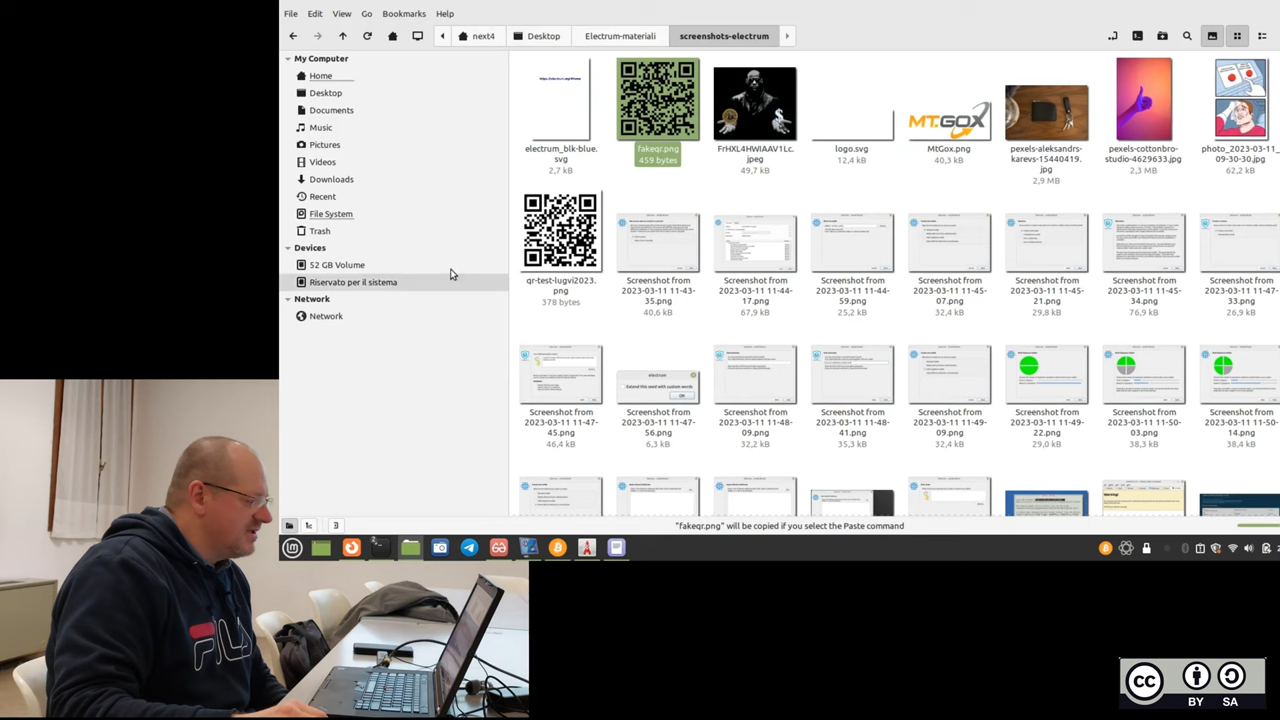 File Edit View Go Bookmarks Help
next4 Desktop Electrum-materiali screenshots-electrum
My Computer
Home
Desktop
Documents
Music
Pictures
Videos
Downloads
Recent
File System
Trash
Devices
52 GB Volume
Riservato per il sistema
Network
Network
MT.GOX
electrum_blk-blue.
svg
2,7 kB
fakeqr.png
459 bytes
FrHXL4HWIAAV1Lc.
jpeg
49,7 kB
logo.svg
12,4 kB
MtGox.png
40,3 kB
pexels-aleksandrs-
karevs-15440419.
jpg
2,9 MB
pexels-cottonbro-
studio-4629633.jpg
2,3 MB
photo_2023-03-11_
09-30-30.jpg
62,2 kB
qr-test-lugvi2023.
png
378 bytes
Screenshot from
2023-03-11 11-43-
35.png
40,6 kB
Screenshot from
2023-03-11 11-44-
17.png
67,9 kB
Screenshot from
2023-03-11 11-44-
59.png
25,2 kB
Screenshot from
2023-03-11 11-45-
07.png
32,4 kB
Screenshot from
2023-03-11 11-45-
21.png
29,8 kB
Screenshot from
2023-03-11 11-45-
34.png
76,9 kB
Screenshot from
2023-03-11 11-47-
33.png
26,9 kB
electrum
Extend this seed with custom words
OK
Screenshot from
2023-03-11 11-47-
45.png
46,4 kB
Screenshot from
2023-03-11 11-47-
56.png
6,3 kB
Screenshot from
2023-03-11 11-48-
09.png
32,2 kB
Screenshot from
2023-03-11 11-48-
41.png
35,3 kB
Screenshot from
2023-03-11 11-49-
09.png
32,4 kB
Screenshot from
2023-03-11 11-49-
22.png
29,0 kB
Screenshot from
2023-03-11 11-50-
03.png
38,3 kB
Screenshot from
2023-03-11 11-50-
14.png
38,4 kB
Warning!
"fakeqr.png" will be copied if you select the Paste command
FILA
CC
BY SA